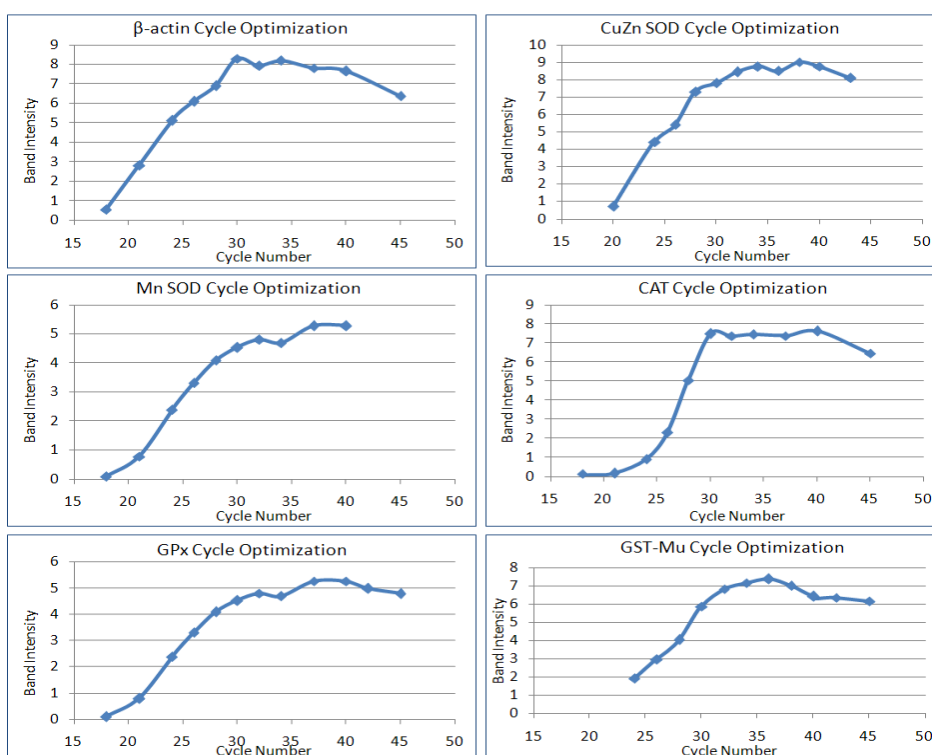 β-actin Cycle Optimization
Band Intensity
9
8
7
6
5
4
3
2
1
0
15 20 25 30 35 40 45 50
Cycle Number
CuZn SOD Cycle Optimization
Band Intensity
10
9
8
7
6
5
4
3
2
1
0
15 20 25 30 35 40 45 50
Cycle Number
Mn SOD Cycle Optimization
Band Intensity
6
5
4
3
2
1
0
15 20 25 30 35 40 45 50
Cycle Number
CAT Cycle Optimization
Band Intensity
9
8
7
6
5
4
3
2
1
0
15 20 25 30 35 40 45 50
Cycle Number
GPx Cycle Optimization
Band Intensity
6
5
4
3
2
1
0
15 20 25 30 35 40 45 50
Cycle Number
GST-Mu Cycle Optimization
Band Intensity
8
7
6
5
4
3
2
1
0
15 20 25 30 35 40 45 50
Cycle Number